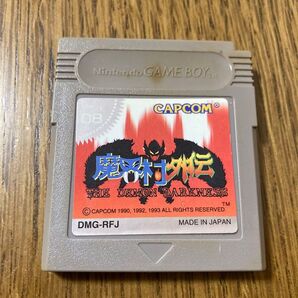 Nintendo GAME BOY
08
CAPCOM
魔界村外伝
THE DEMON DARKNESS
© CAPCOM 1990, 1992, 1993 ALL RIGHTS RESERVED.
DMG-RFJ MADE IN JAPAN